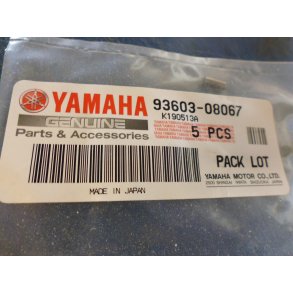 YAMAHA 93603-08067
GENUINE K190513A
Parts & Accessories 5 PCS
PACK LOT
MADE IN JAPAN
YAMAHA MOTOR CO., LTD.